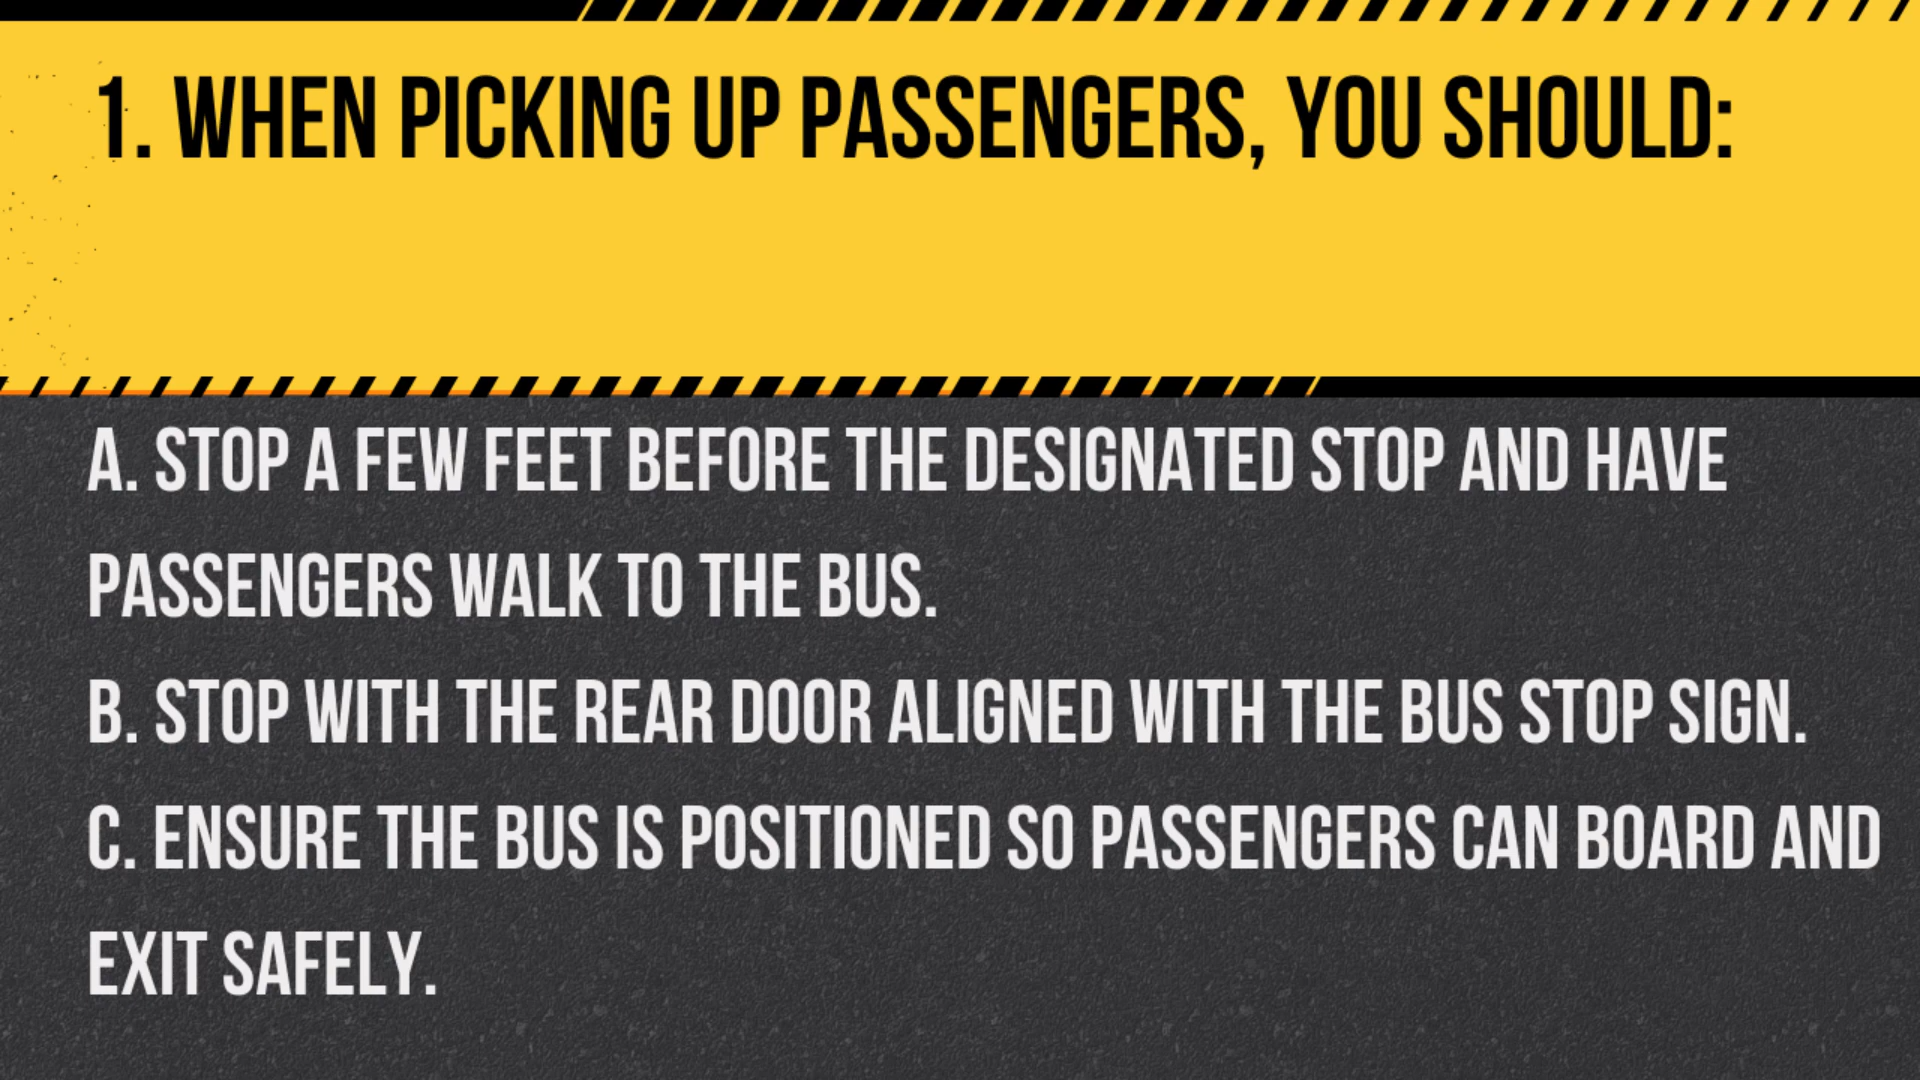 1. WHEN PICKING UP PASSENGERS, YOU SHOULD:
A. STOP A FEW FEET BEFORE THE DESIGNATED STOP AND HAVE
PASSENGERS WALK TO THE BUS.
B. STOP WITH THE REAR DOOR ALIGNED WITH THE BUS STOP SIGN.
C. ENSURE THE BUS IS POSITIONED SO PASSENGERS CAN BOARD AND
EXIT SAFELY.